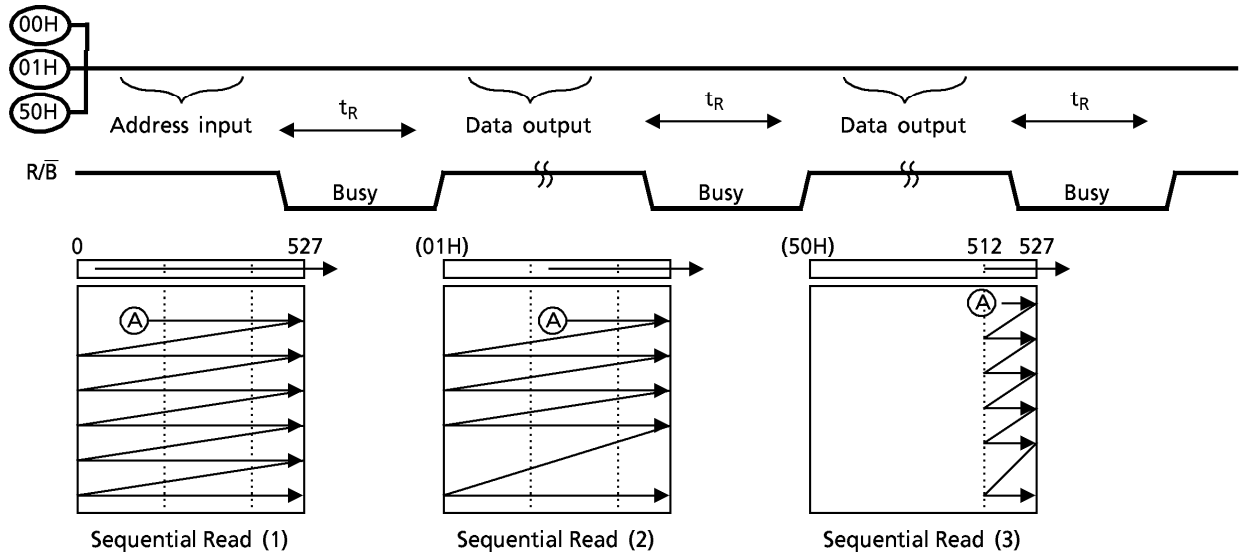 00H
01H
50H
Address input
tR
Data output
tR
Data output
tR
R/B̅
Busy
Busy
Busy
0 527
(01H)
(50H) 512 527
A
A
A
Sequential Read (1)
Sequential Read (2)
Sequential Read (3)